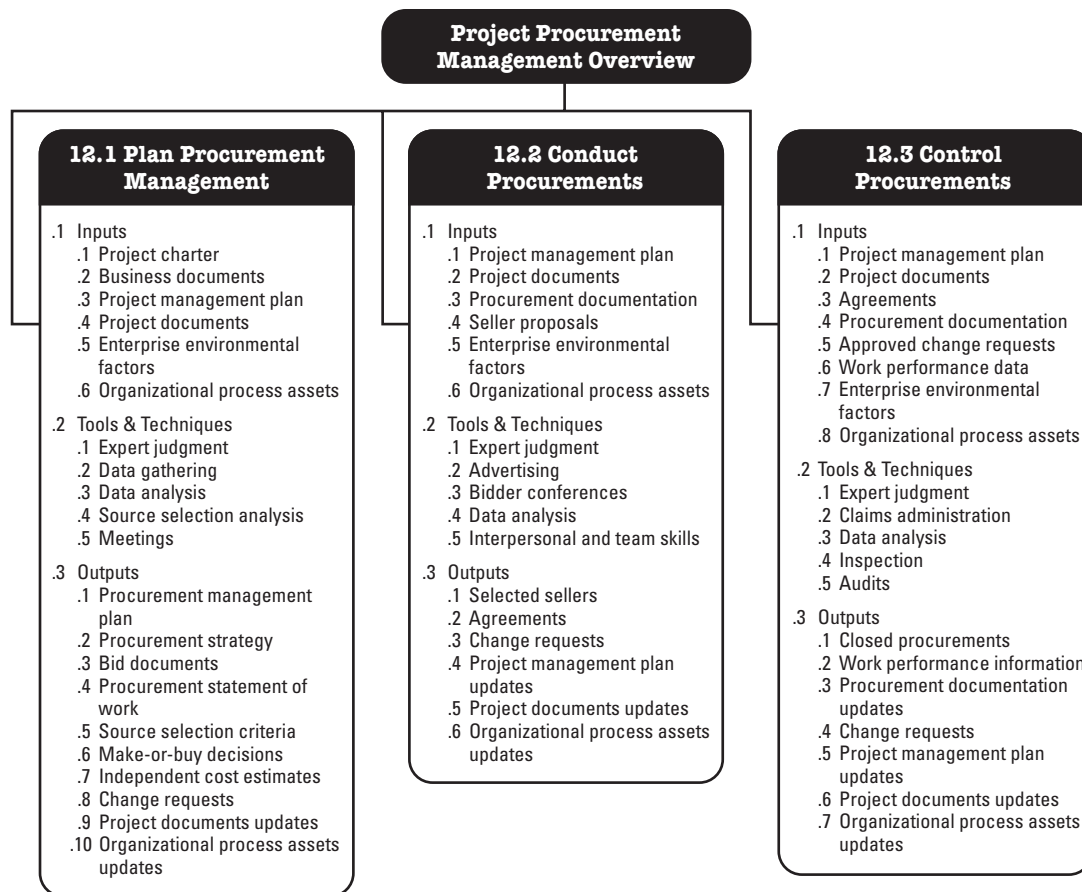 Project Procurement
Management Overview
12.1 Plan Procurement
Management
.1 Inputs
.1 Project charter
.2 Business documents
.3 Project management plan
.4 Project documents
.5 Enterprise environmental
factors
.6 Organizational process assets
.2 Tools & Techniques
.1 Expert judgment
.2 Data gathering
.3 Data analysis
.4 Source selection analysis
.5 Meetings
.3 Outputs
.1 Procurement management
plan
.2 Procurement strategy
.3 Bid documents
.4 Procurement statement of
work
.5 Source selection criteria
.6 Make-or-buy decisions
.7 Independent cost estimates
.8 Change requests
.9 Project documents updates
.10 Organizational process assets
updates
12.2 Conduct
Procurements
.1 Inputs
.1 Project management plan
.2 Project documents
.3 Procurement documentation
.4 Seller proposals
.5 Enterprise environmental
factors
.6 Organizational process assets
.2 Tools & Techniques
.1 Expert judgment
.2 Advertising
.3 Bidder conferences
.4 Data analysis
.5 Interpersonal and team skills
.3 Outputs
.1 Selected sellers
.2 Agreements
.3 Change requests
.4 Project management plan
updates
.5 Project documents updates
.6 Organizational process assets
updates
12.3 Control
Procurements
.1 Inputs
.1 Project management plan
.2 Project documents
.3 Agreements
.4 Procurement documentation
.5 Approved change requests
.6 Work performance data
.7 Enterprise environmental
factors
.8 Organizational process assets
.2 Tools & Techniques
.1 Expert judgment
.2 Claims administration
.3 Data analysis
.4 Inspection
.5 Audits
.3 Outputs
.1 Closed procurements
.2 Work performance information
.3 Procurement documentation
updates
.4 Change requests
.5 Project management plan
updates
.6 Project documents updates
.7 Organizational process assets
updates